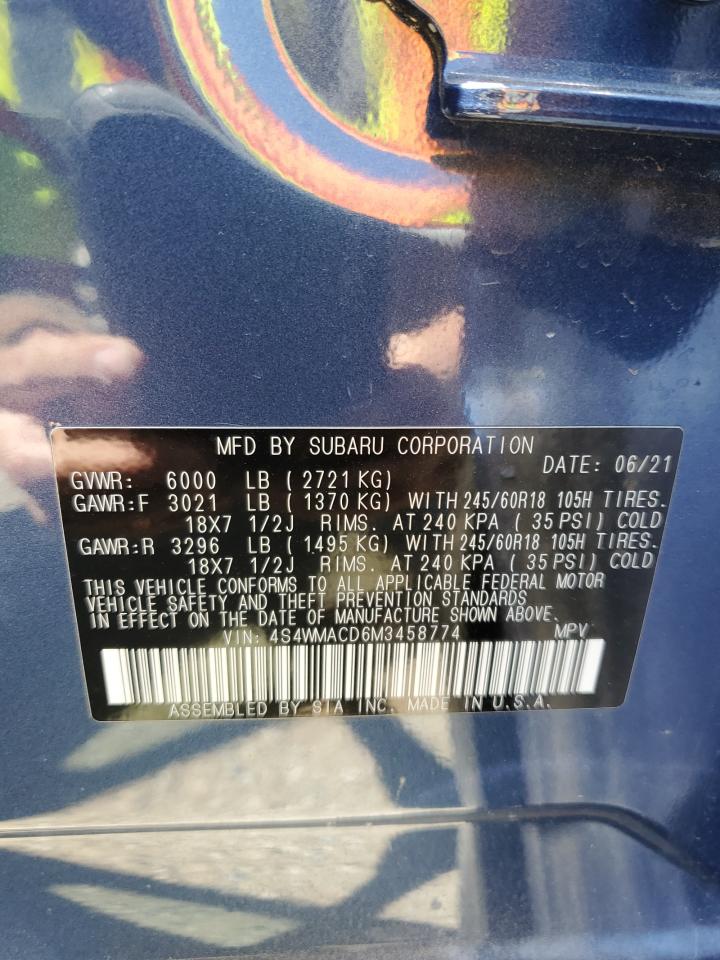 MFD BY SUBARU CORPORATION
DATE: 06/21
GVWR: 6000 LB ( 2721 KG)
GAWR:F 3021 LB ( 1370 KG) WITH 245/60R18 105H TIRES.
18X7 1/2J RIMS. AT 240 KPA ( 35 PSI) COLD
GAWR:R 3296 LB ( 1495 KG) WITH 245/60R18 105H TIRES.
18X7 1/2J RIMS. AT 240 KPA ( 35 PSI) COLD
THIS VEHICLE CONFORMS TO ALL APPLICABLE FEDERAL MOTOR
VEHICLE SAFETY AND THEFT PREVENTION STANDARDS
IN EFFECT ON THE DATE OF MANUFACTURE SHOWN ABOVE.
VIN: 4S4WMACD6M3458774 MPV
ASSEMBLED BY SIA INC. MADE IN U.S.A.